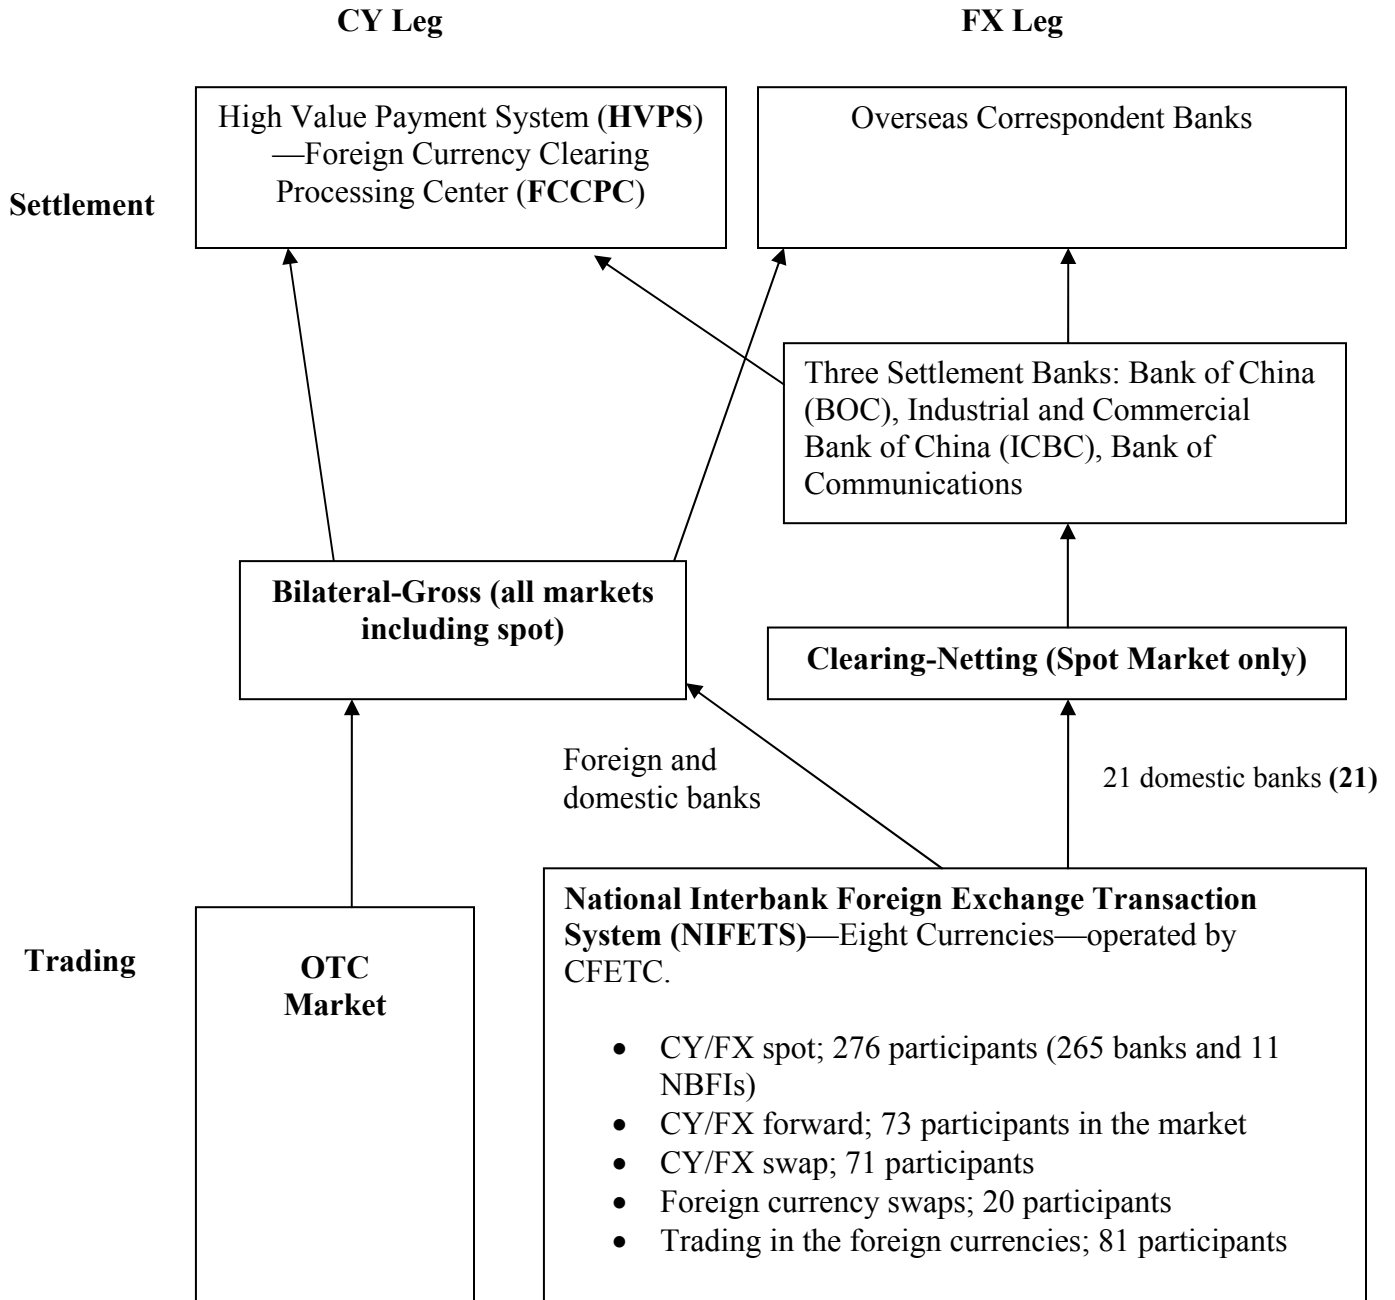 CY Leg
FX Leg
High Value Payment System (HVPS)
—Foreign Currency Clearing
Processing Center (FCCPC)
Overseas Correspondent Banks
Settlement
Three Settlement Banks: Bank of China
(BOC), Industrial and Commercial
Bank of China (ICBC), Bank of
Communications
Bilateral-Gross (all markets
including spot)
Clearing-Netting (Spot Market only)
Foreign and
domestic banks
21 domestic banks (21)
Trading
OTC
Market
National Interbank Foreign Exchange Transaction
System (NIFETS)—Eight Currencies—operated by
CFETC.
• CY/FX spot; 276 participants (265 banks and 11
NBFIs)
• CY/FX forward; 73 participants in the market
• CY/FX swap; 71 participants
• Foreign currency swaps; 20 participants
• Trading in the foreign currencies; 81 participants